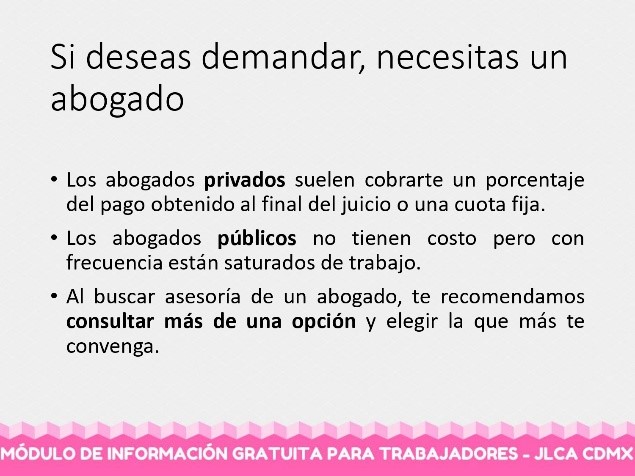 Si deseas demandar, necesitas un
abogado
• Los abogados privados suelen cobrarte un porcentaje
del pago obtenido al final del juicio o una cuota fija.
• Los abogados públicos no tienen costo pero con
frecuencia están saturados de trabajo.
• Al buscar asesoría de un abogado, te recomendamos
consultar más de una opción y elegir la que más te
convenga.
MÓDULO DE INFORMACIÓN GRATUITA PARA TRABAJADORES - JLCA CDMX